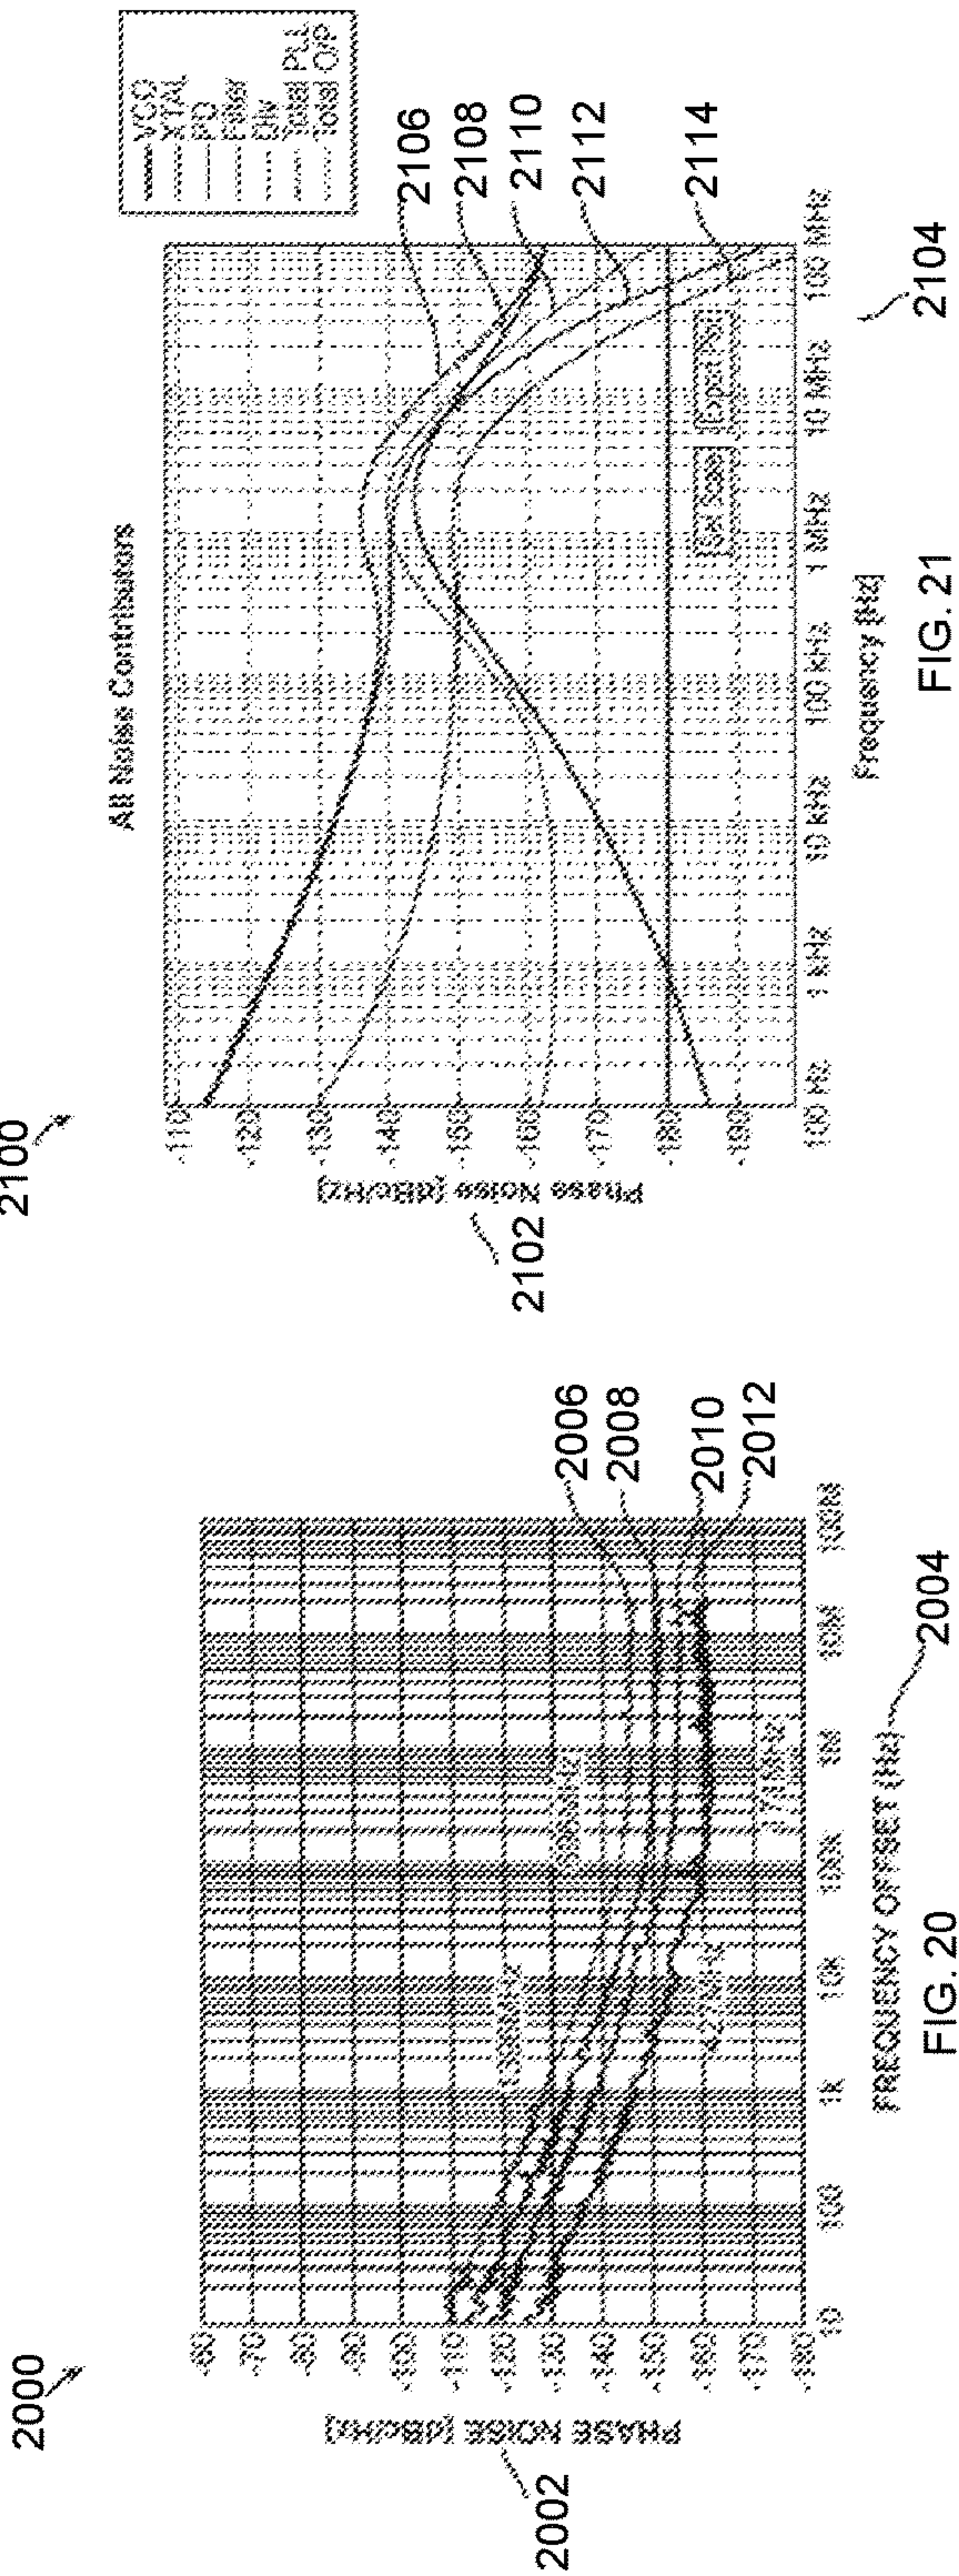 2000
PHASE NOISE [dBc/Hz]
2002
-60
-70
-80
-90
-100
-110
-120
-130
-140
-150
-160
-170
-180
10
100
1K
10K
100K
1M
10M
100M
2006
2008
2010
2012
FREQUENCY OFFSET (Hz)
2004
FIG. 20
2100
All Noise Contributors
VCO
XTAL
PD
Filter
Div
Total PLL
Total O/P
Phase Noise [dBc/Hz]
2102
-110
-120
-130
-140
-150
-160
-170
-180
-190
Set Scale
Export PN
100 Hz
1 kHz
10 kHz
100 kHz
1 MHz
10 MHz
100 MHz
2106
2108
2110
2112
2114
Frequency [Hz]
2104
FIG. 21